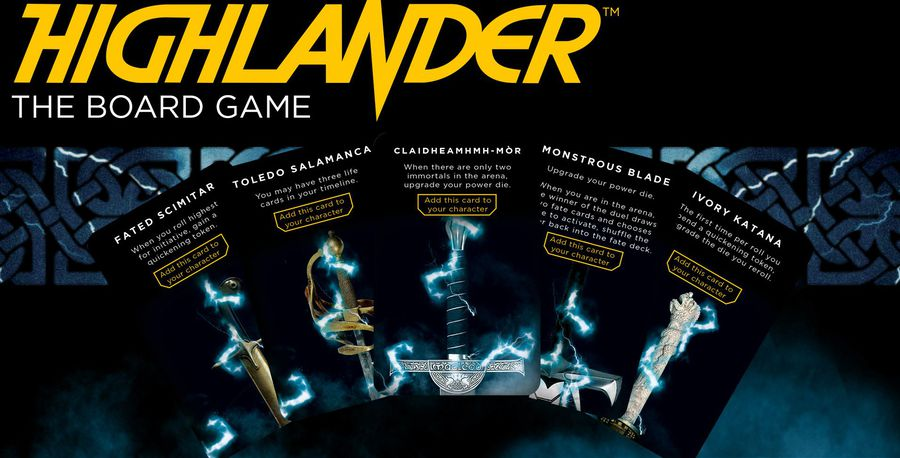 HIGHLANDER™
THE BOARD GAME
FATED SCIMITAR
When you roll highest
for initiative, gain a
quickening token.
Add this card to
your character
TOLEDO SALAMANCA
You may have three life
cards in your timeline.
Add this card to
your character
CLAIDHEAMHMH-MÒR
When there are only two
immortals in the arena,
upgrade your power die.
Add this card to
your character
MONSTROUS BLADE
Upgrade your power die.
When you are in the arena,
e winner of the duel draws
fate cards and chooses
e to activate, shuffle the
r back into the fate deck.
Add this card to
your character
IVORY KATANA
The first time per roll you
pend a quickening token,
grade the die you reroll.
Add this card to
your character